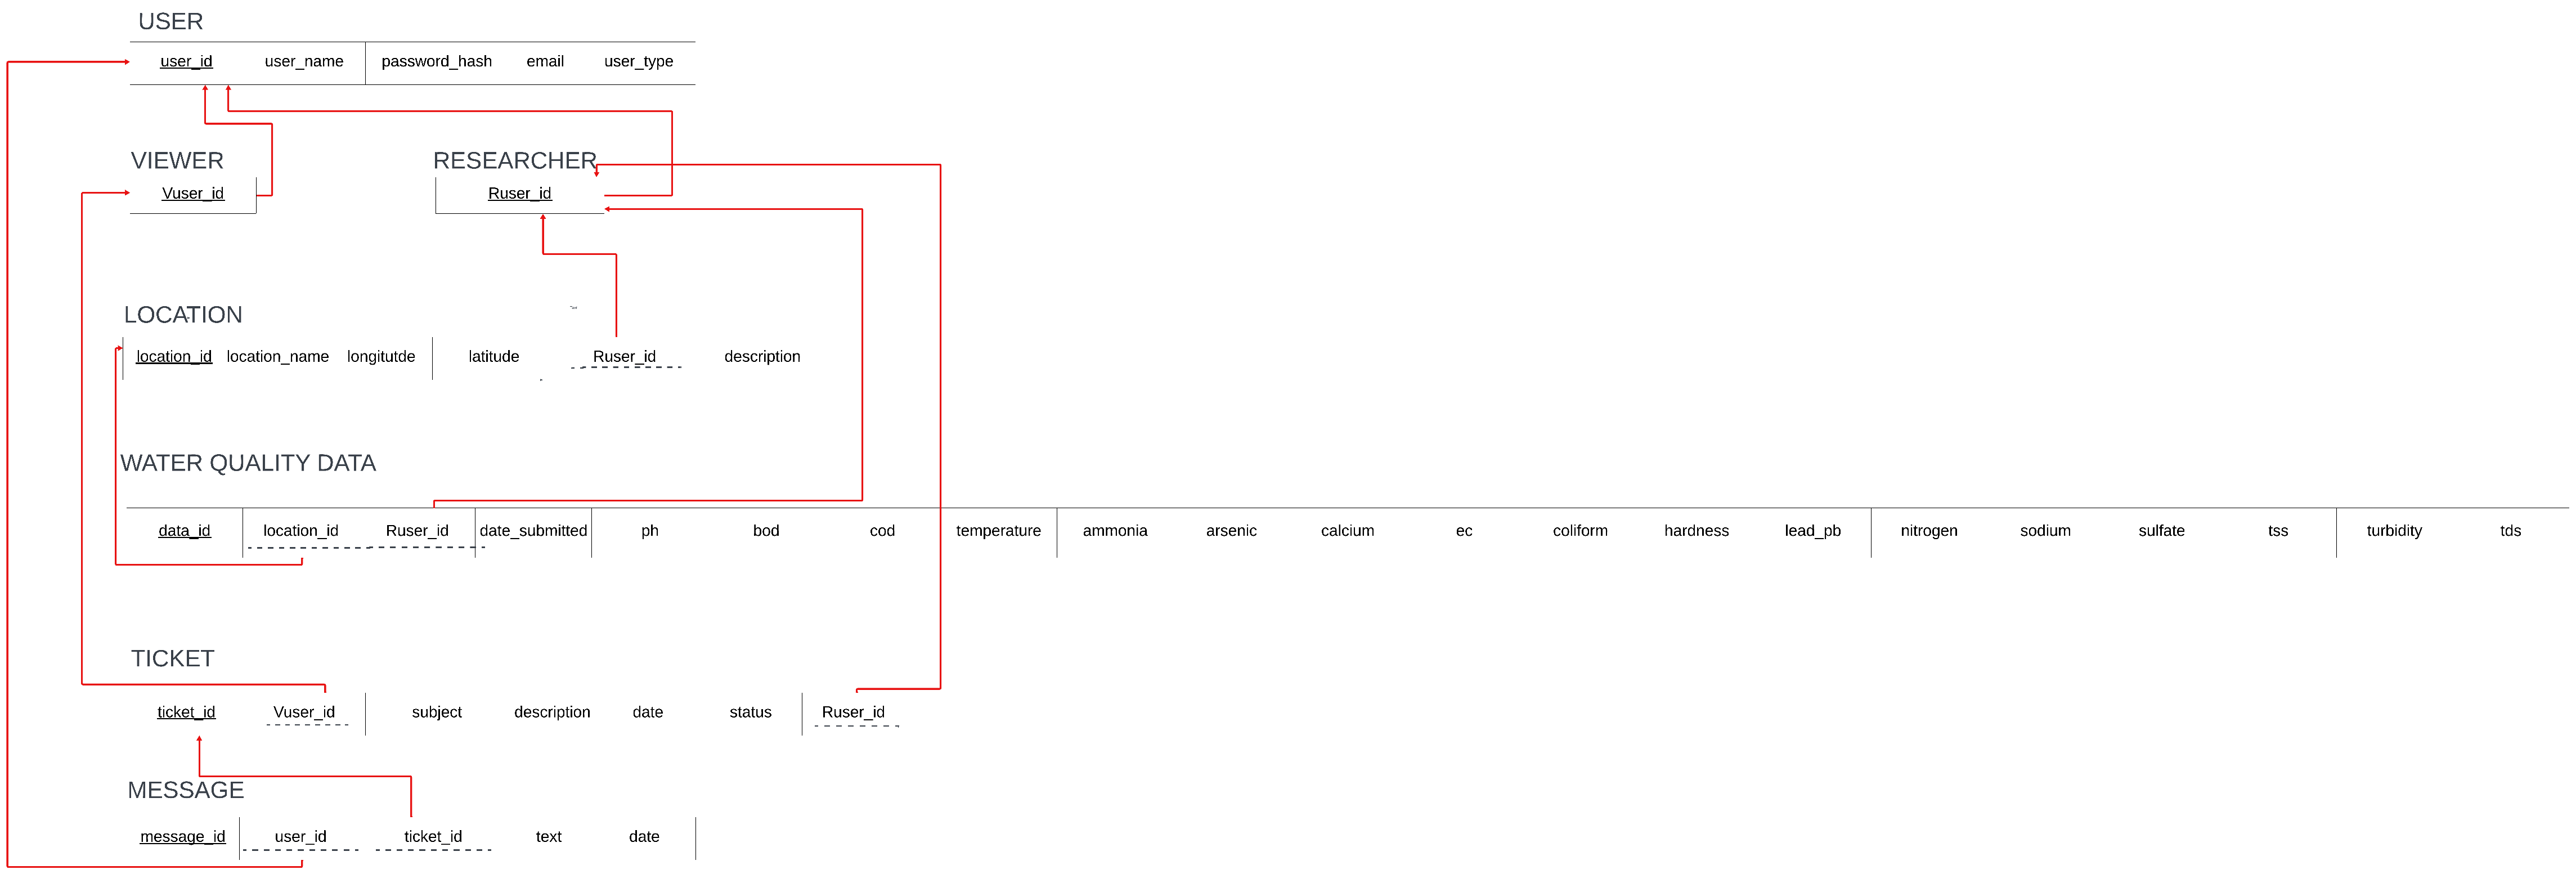 USER
user_id user_name password_hash email user_type
VIEWER RESEARCHER
Vuser_id Ruser_id
LOCATION
location_id location_name longitutde latitude Ruser_id description
WATER QUALITY DATA
data_id location_id Ruser_id date_submitted ph bod cod temperature ammonia arsenic calcium ec coliform hardness lead_pb nitrogen sodium sulfate tss turbidity tds
TICKET
ticket_id Vuser_id subject description date status Ruser_id
MESSAGE
message_id user_id ticket_id text date